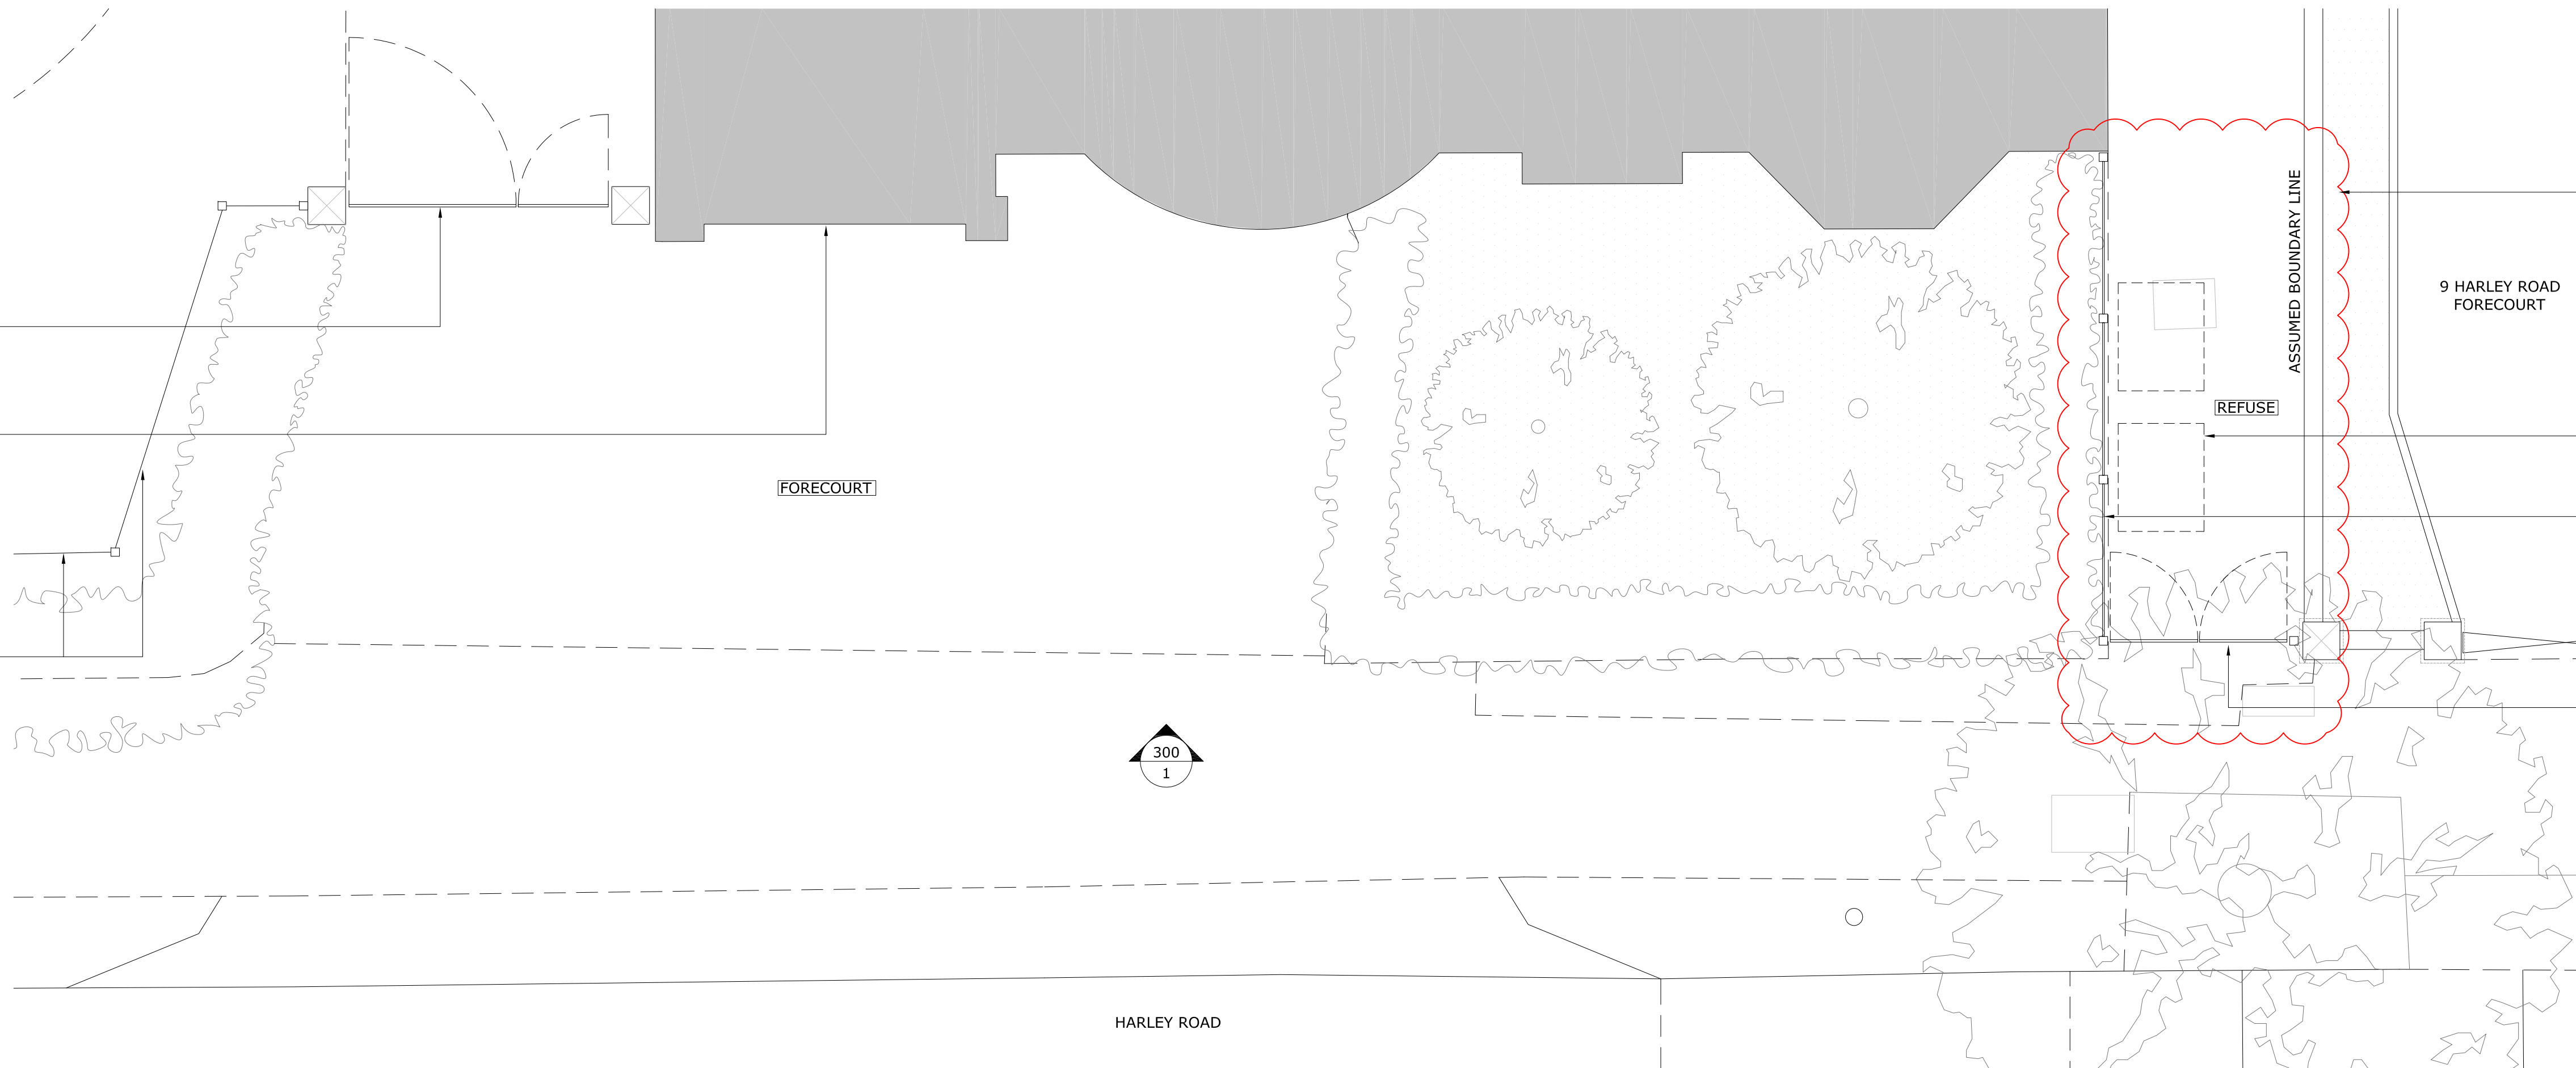 ASSUMED BOUNDARY LINE
9 HARLEY ROAD
FORECOURT
REFUSE
FORECOURT
300
1
HARLEY ROAD